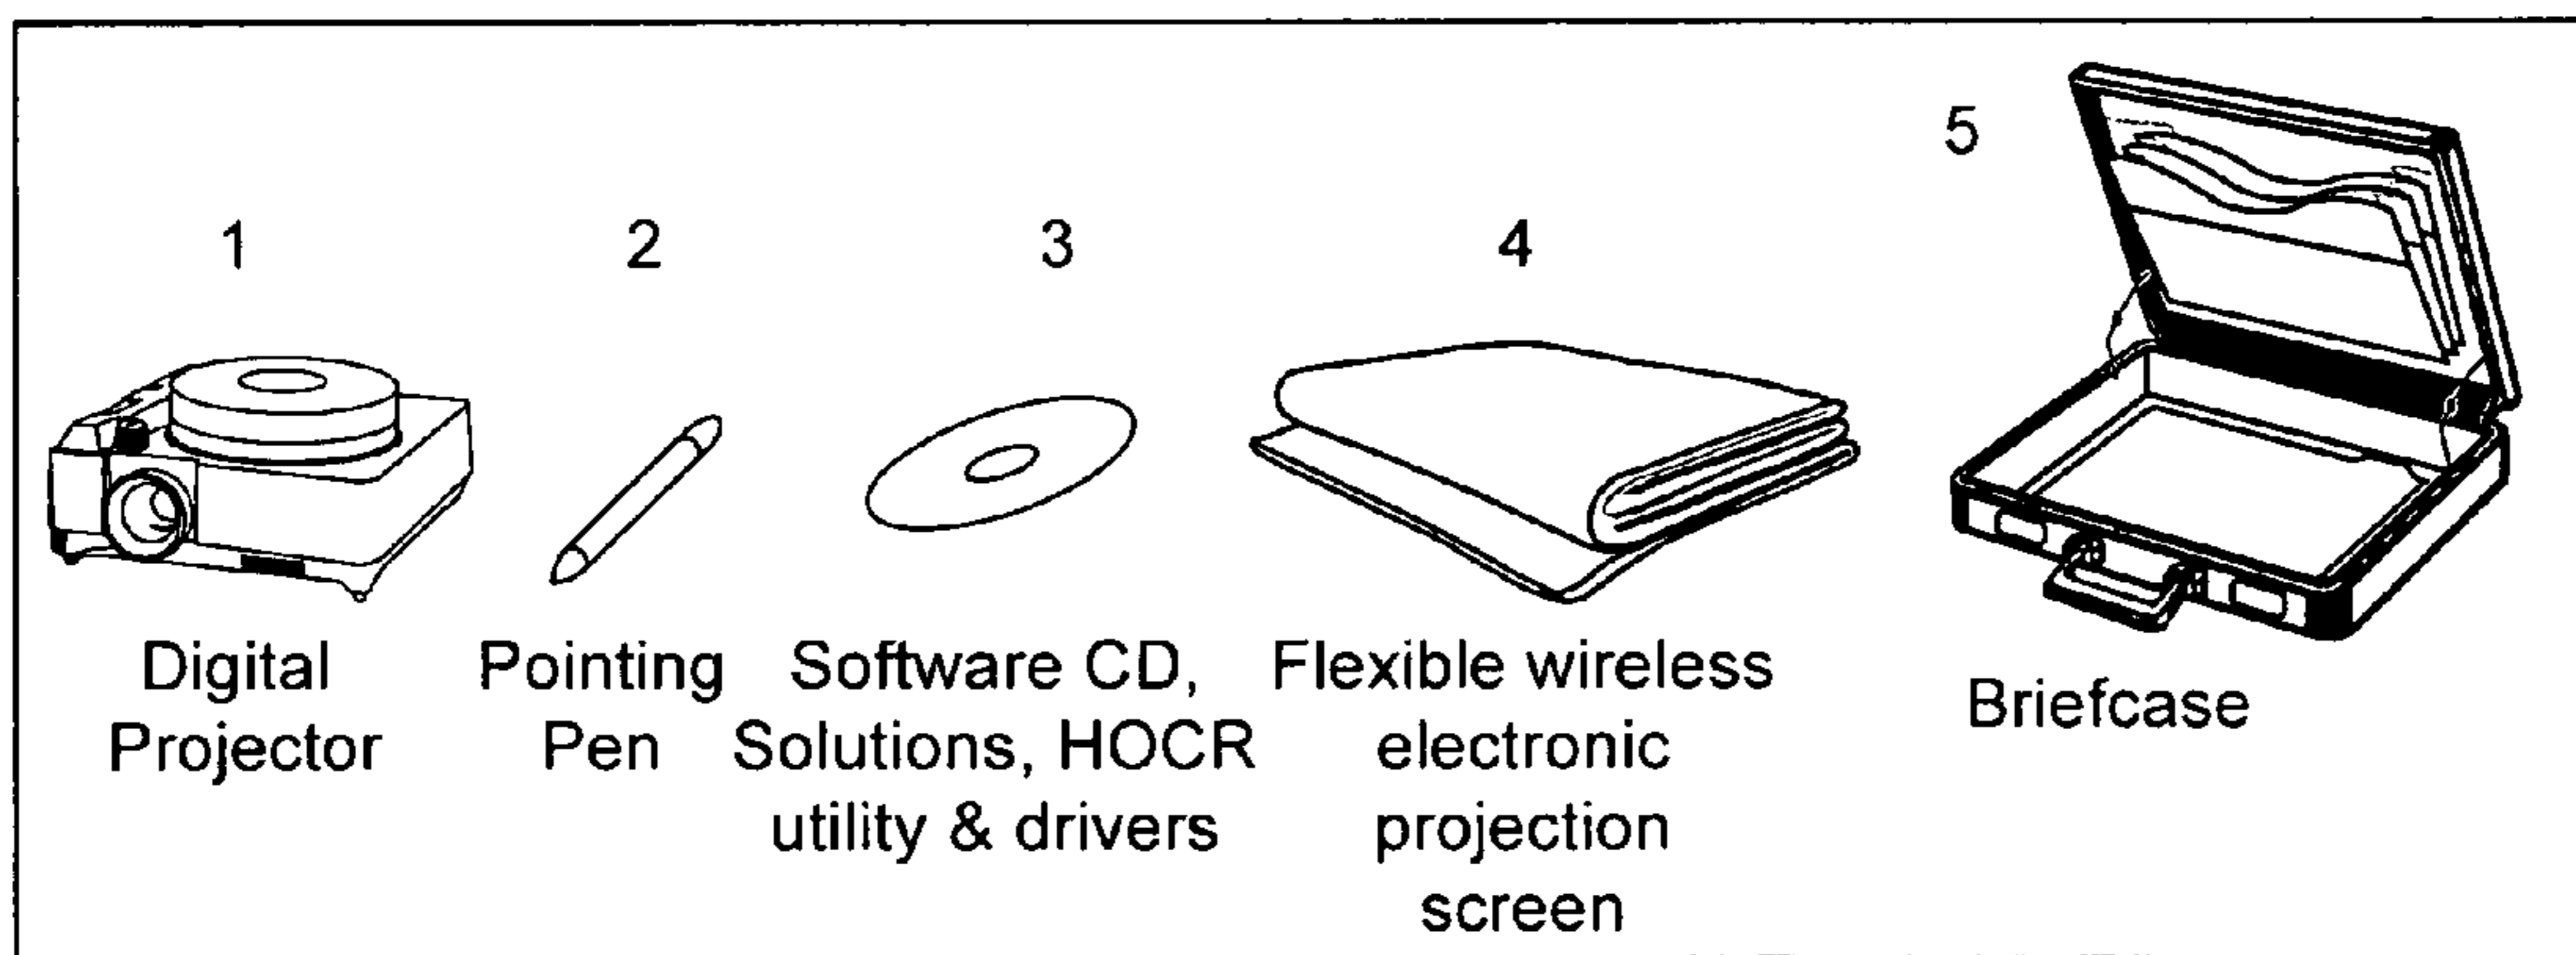 1
2
3
4
5
Digital
Projector
Pointing
Pen
Software CD,
Solutions, HOCR
utility & drivers
Flexible wireless
electronic
projection
screen
Briefcase